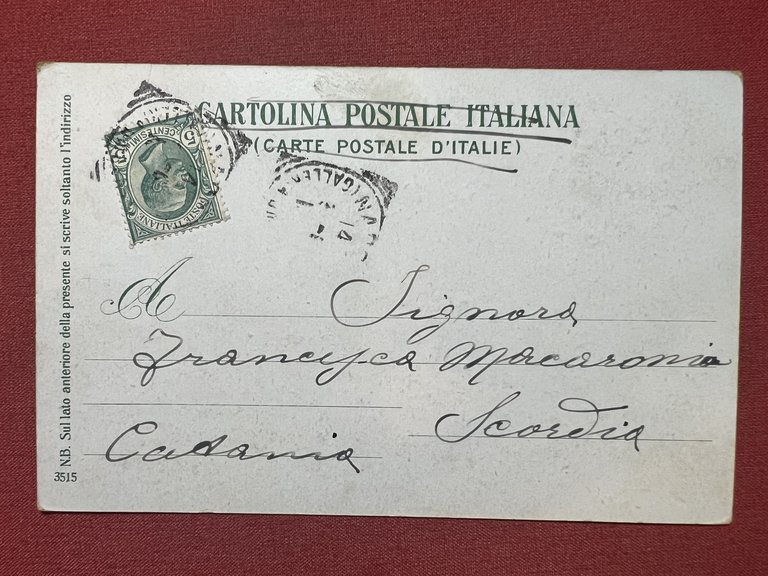 CARTOLINA POSTALE ITALIANA
(CARTE POSTALE D'ITALIE)
POSTE ITALIANE
CENTESIMI 5
A Signora
Francesca Macaronia
Scordia
Catania
N.B. Sul lato anteriore della presente si scrive soltanto l'indirizzo
3515